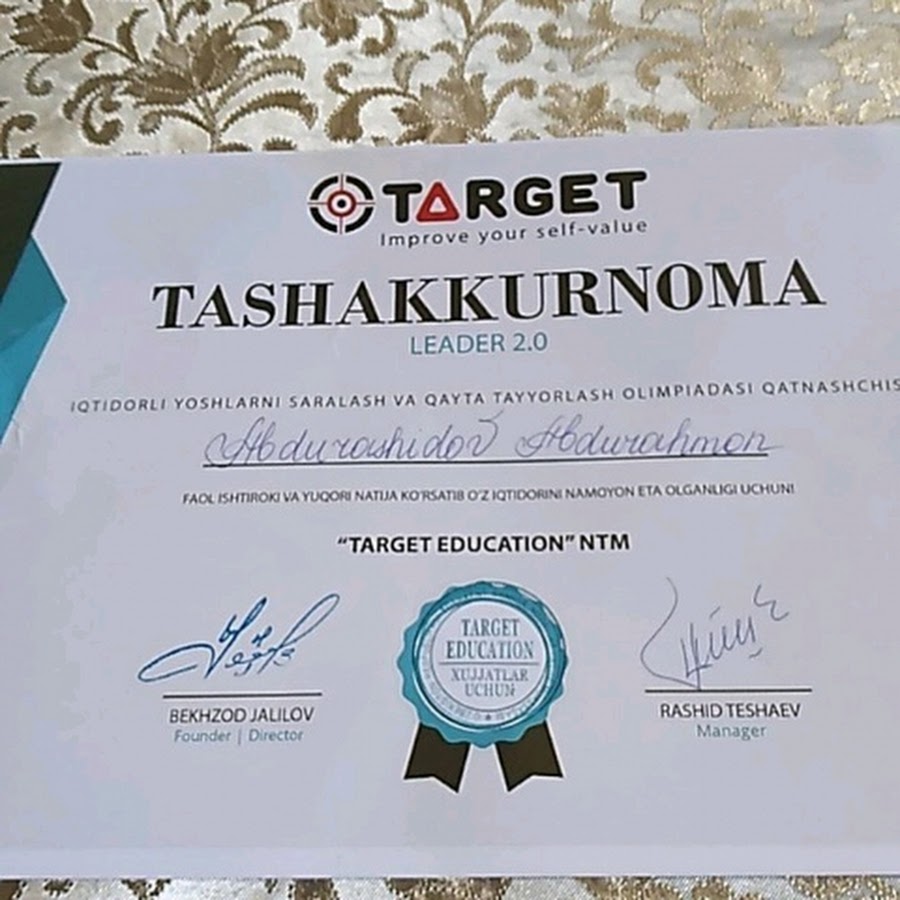 TARGET
Improve your self-value
TASHAKKURNOMA
LEADER 2.0
IQTIDORLI YOSHLARNI SARALASH VA QAYTA TAYYORLASH OLIMPIADASI QATNASHCHIS
Abdurashidov Abdurahmon
FAOL ISHTIROKI VA YUQORI NATIJA KO'RSATIB O'Z IQTIDORINI NAMOYON ETA OLGANLIGI UCHUN!
"TARGET EDUCATION" NTM
TARGET
EDUCATION
XUJJATLAR
UCHUN
BEKHZOD JALILOV
Founder | Director
RASHID TESHAEV
Manager